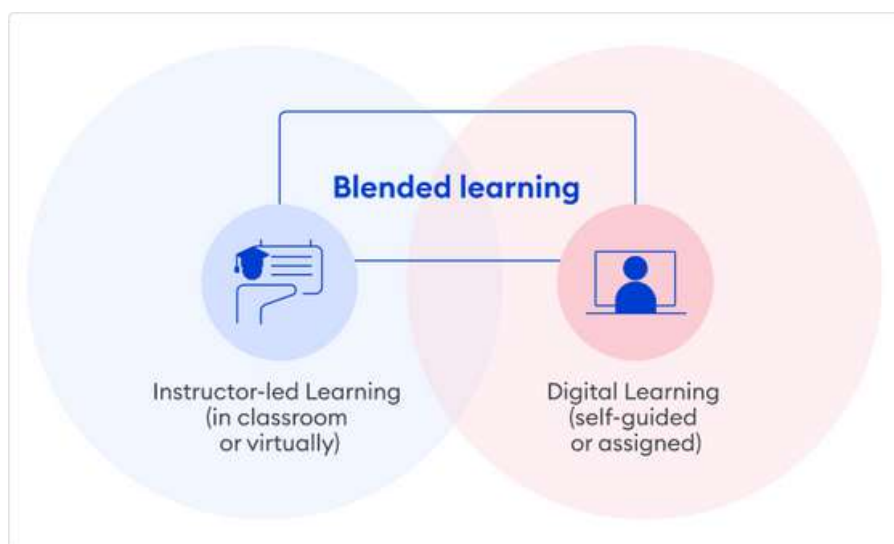 Blended learning
Instructor-led Learning
(in classroom
or virtually)
Digital Learning
(self-guided
or assigned)